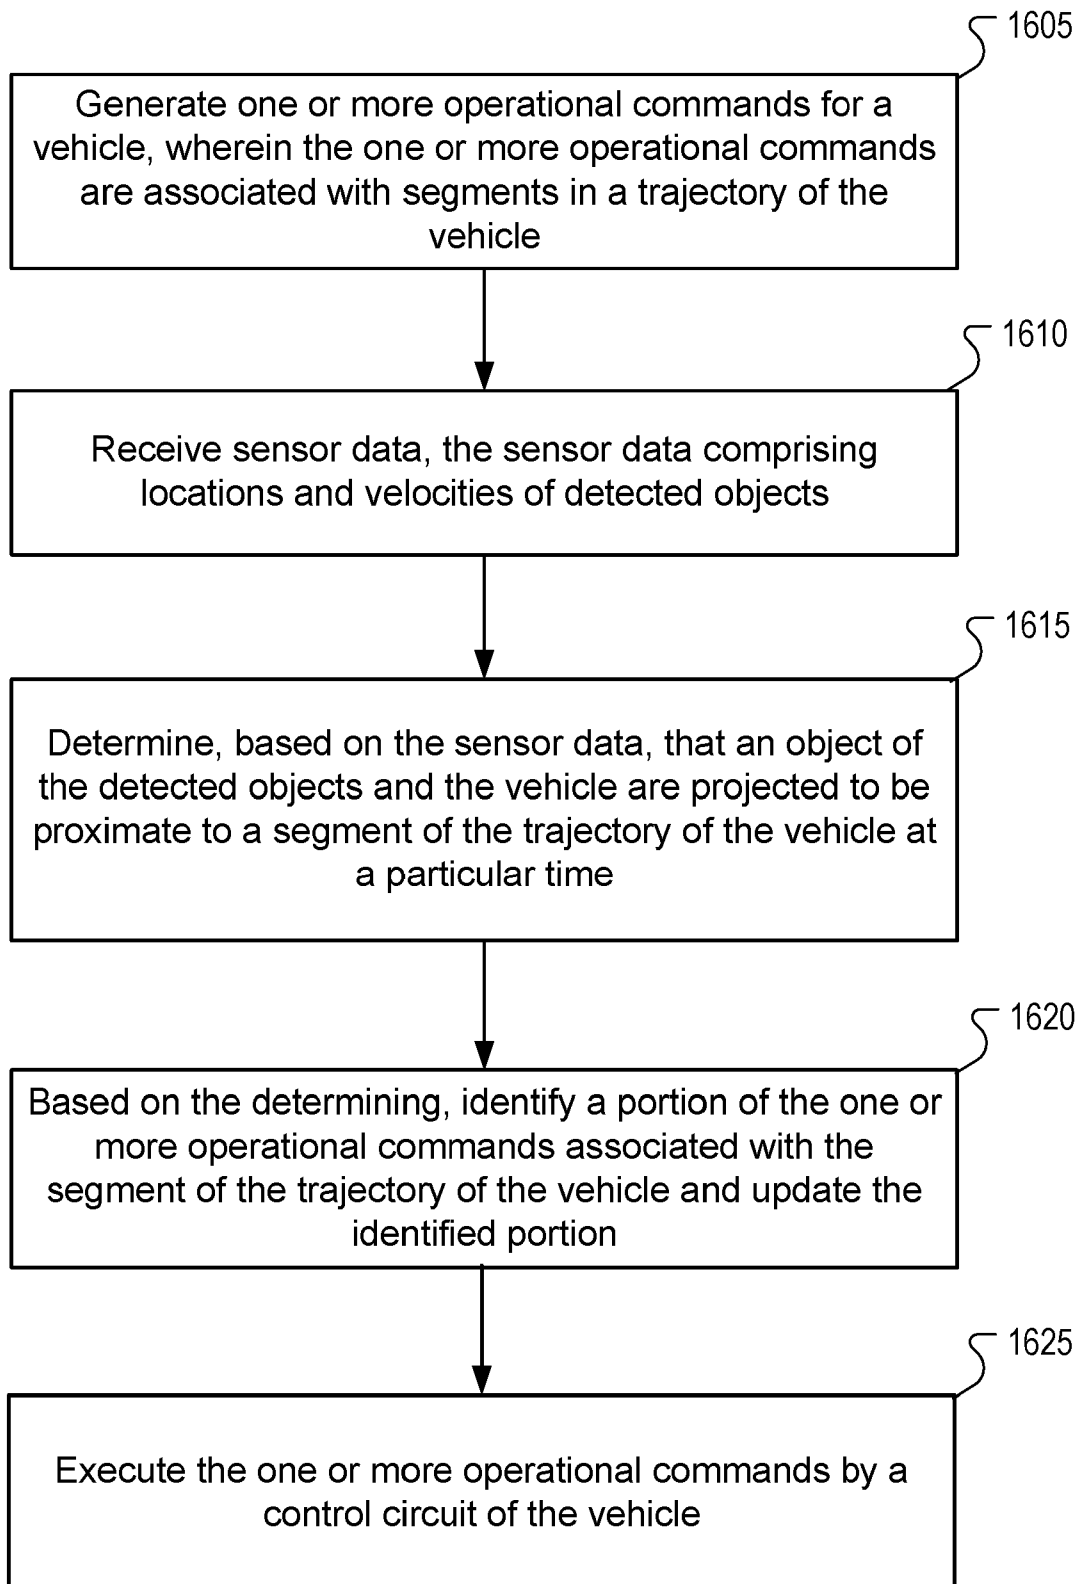 1605
Generate one or more operational commands for a
vehicle, wherein the one or more operational commands
are associated with segments in a trajectory of the
vehicle
1610
Receive sensor data, the sensor data comprising
locations and velocities of detected objects
1615
Determine, based on the sensor data, that an object of
the detected objects and the vehicle are projected to be
proximate to a segment of the trajectory of the vehicle at
a particular time
1620
Based on the determining, identify a portion of the one or
more operational commands associated with the
segment of the trajectory of the vehicle and update the
identified portion
1625
Execute the one or more operational commands by a
control circuit of the vehicle